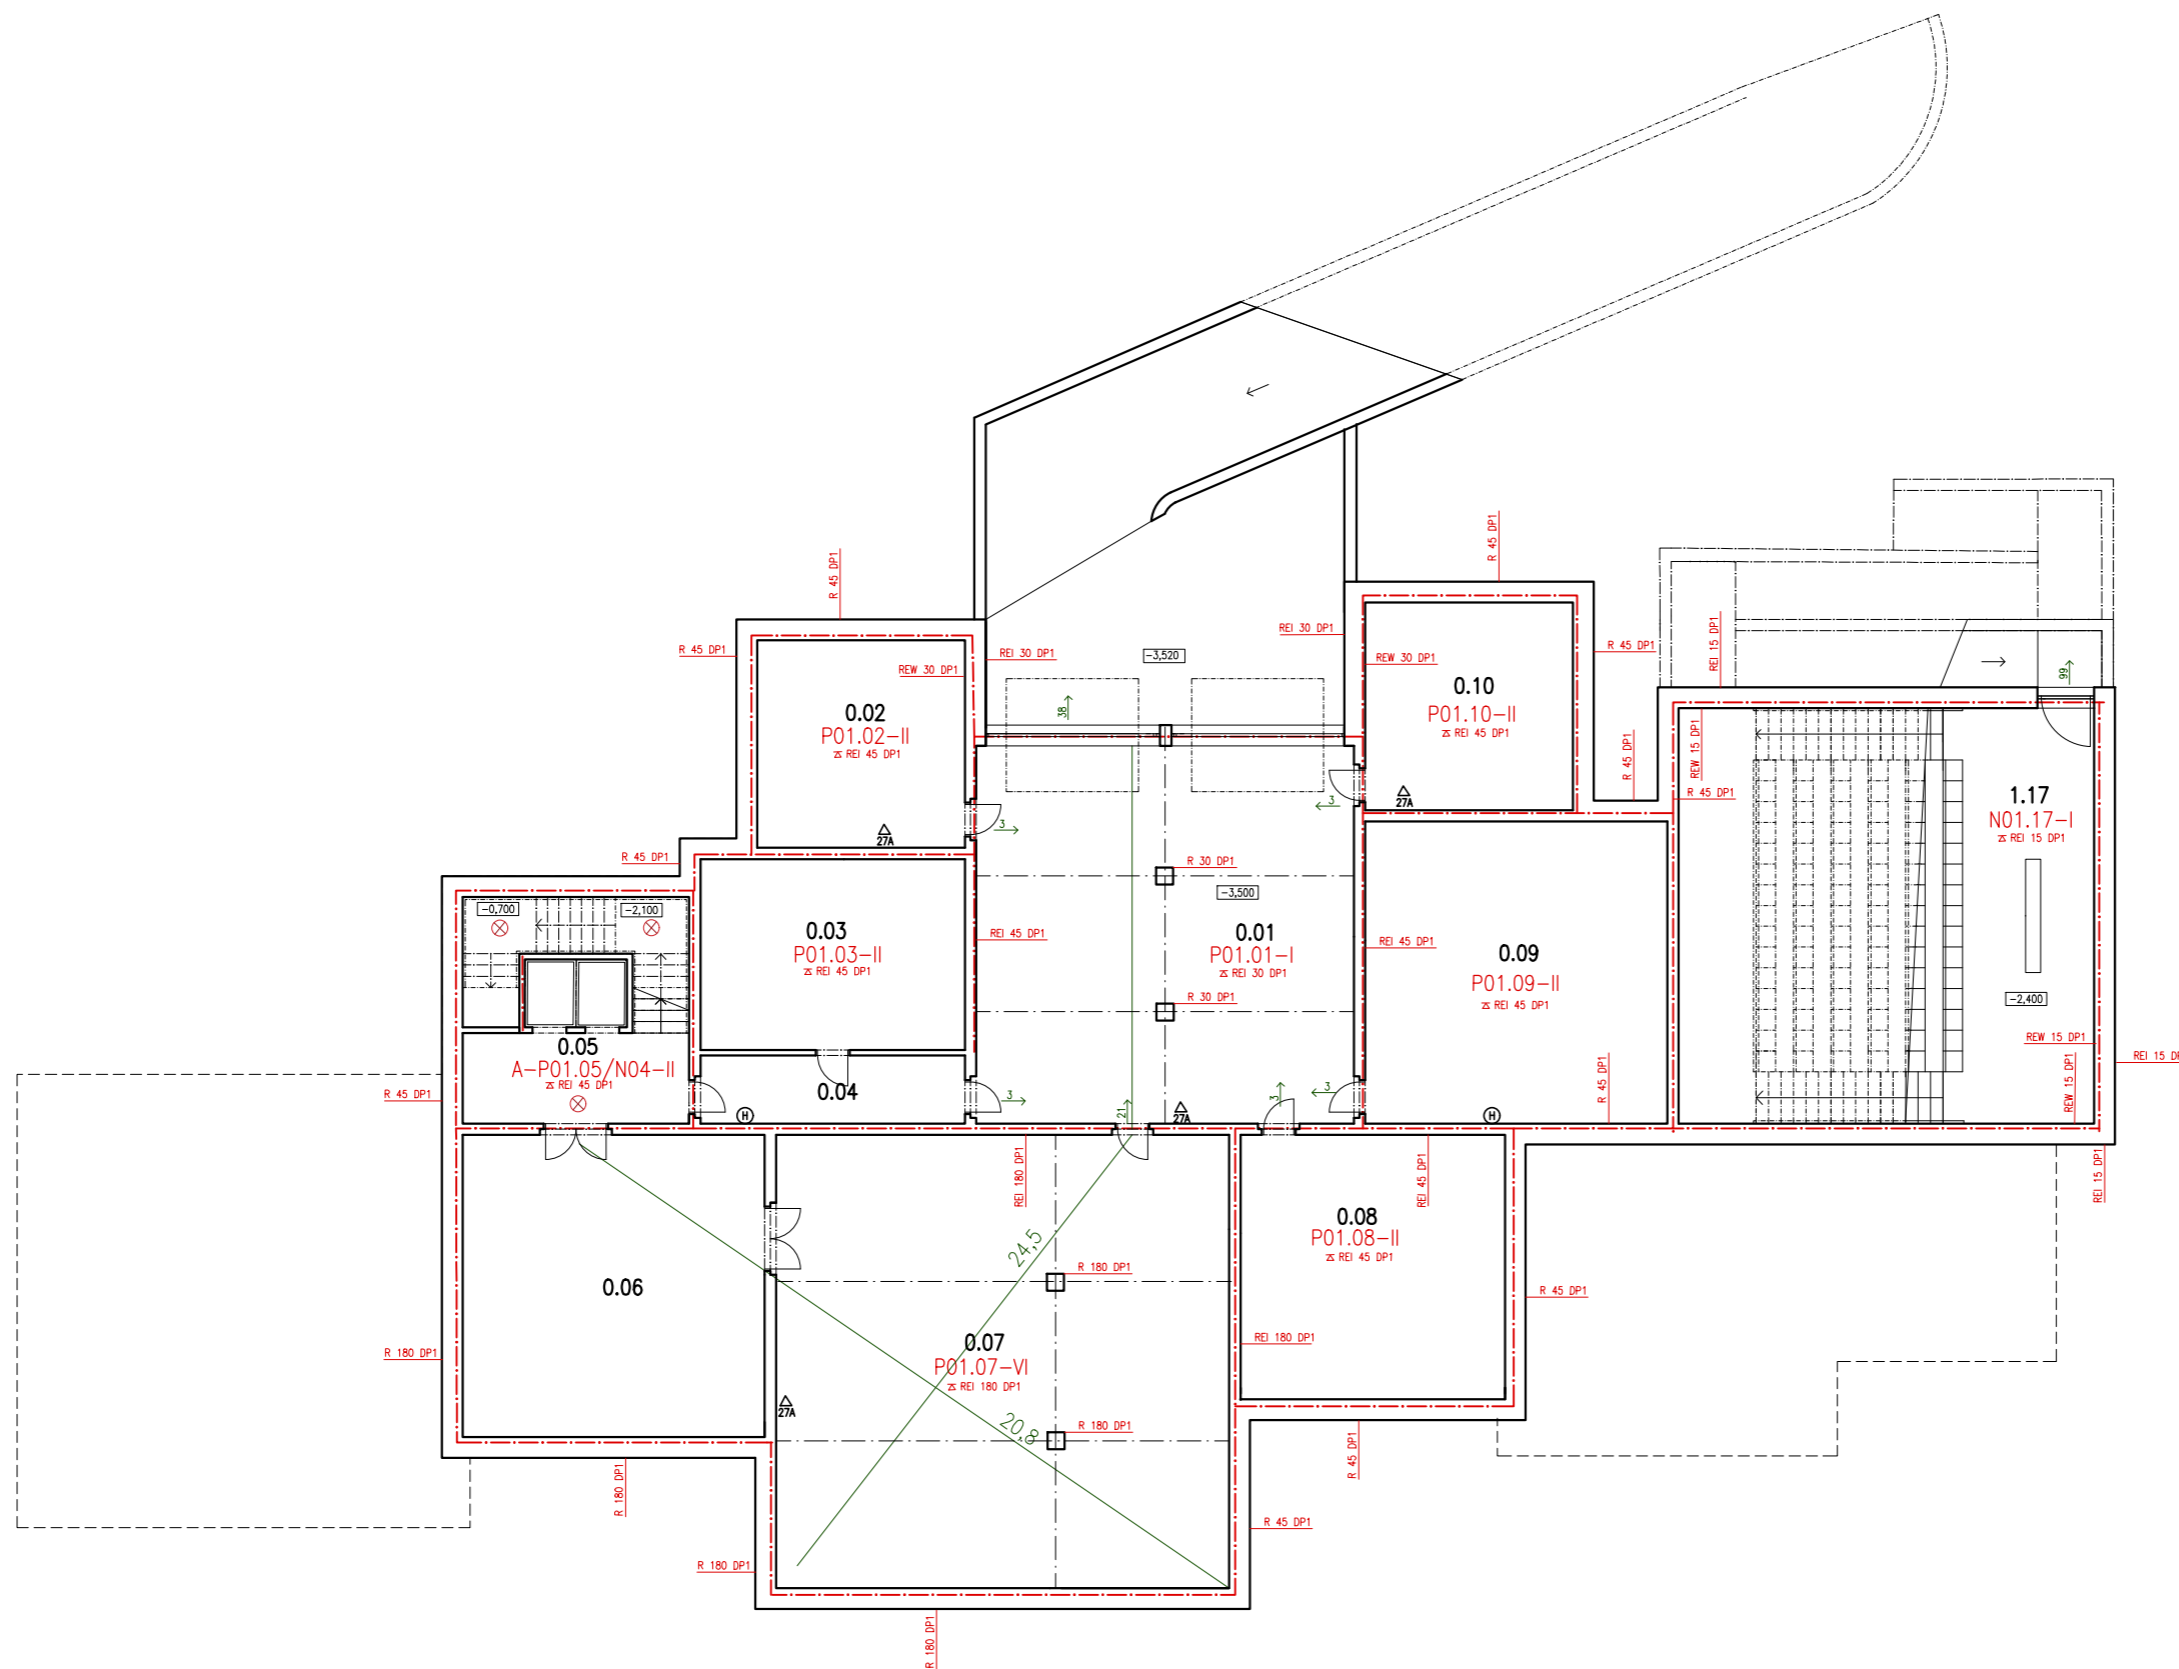 R 45 DP1
R 45 DP1
R 45 DP1
REW 30 DP1
0.02
P01.02-II
REI 45 DP1
27A
REI 30 DP1
-3,520
REI 30 DP1
38
REW 30 DP1
0.10
P01.10-II
REI 45 DP1
27A
R 45 DP1
R 45 DP1
REI 15 DP1
99
REW 15 DP1
R 45 DP1
1.17
N01.17-I
REI 15 DP1
-2,400
REW 15 DP1
REW 15 DP1
REI 15 D
REI 15 DP1
3
3
R 45 DP1
-0,700
-2,100
0.03
P01.03-II
REI 45 DP1
REI 45 DP1
R 30 DP1
-3,500
0.01
P01.01-I
REI 30 DP1
R 30 DP1
REI 45 DP1
0.09
P01.09-II
REI 45 DP1
R 45 DP1
0.05
A-P01.05/N04-II
REI 45 DP1
R 45 DP1
0.04
H
3
21
27A
3
3
H
REI 180 DP1
REI 45 DP1
0.08
P01.08-II
REI 45 DP1
24,5
R 180 DP1
R 45 DP1
0.06
0.07
P01.07-VI
REI 180 DP1
REI 180 DP1
R 180 DP1
27A
20,8
R 180 DP1
R 45 DP1
R 180 DP1
R 45 DP1
R 180 DP1
R 180 DP1